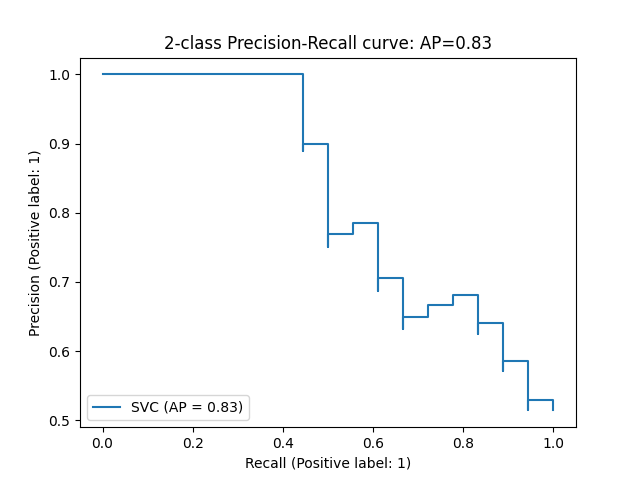 2-class Precision-Recall curve: AP=0.83
1.0
0.9
0.8
0.7
0.6
0.5
Precision (Positive label: 1)
SVC (AP = 0.83)
0.0 0.2 0.4 0.6 0.8 1.0
Recall (Positive label: 1)